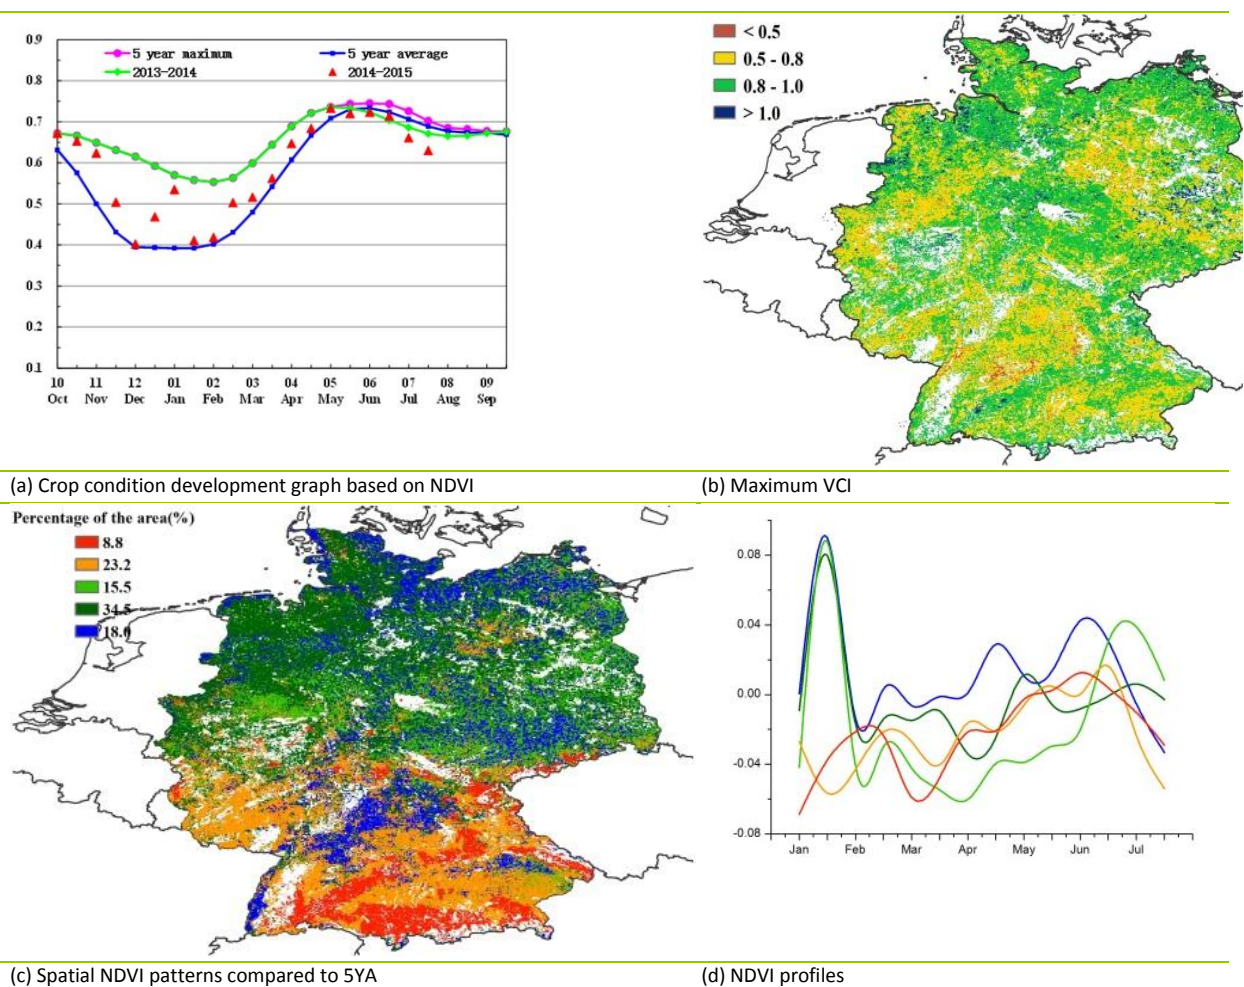 0.9
0.8
0.7
0.6
0.5
0.4
0.3
0.2
0.1
5 year maximum
5 year average
2013-2014
2014-2015
10 11 12 01 02 03 04 05 06 07 08 09
Oct Nov Dec Jan Feb Mar Apr May Jun Jul Aug Sep
< 0.5
0.5 - 0.8
0.8 - 1.0
> 1.0
(a) Crop condition development graph based on NDVI
(b) Maximum VCI
Percentage of the area(%)
8.8
23.2
15.5
34.5
18.0
0.08
0.04
0.00
-0.04
-0.08
Jan Feb Mar Apr May Jun Jul
(c) Spatial NDVI patterns compared to 5YA
(d) NDVI profiles